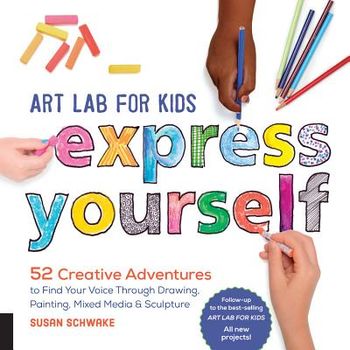 ART LAB FOR KIDS
express
yourself
52 Creative Adventures
to Find Your Voice Through Drawing,
Painting, Mixed Media & Sculpture
SUSAN SCHWAKE
Follow-up
to the best-selling
ART LAB FOR KIDS
All new
projects!